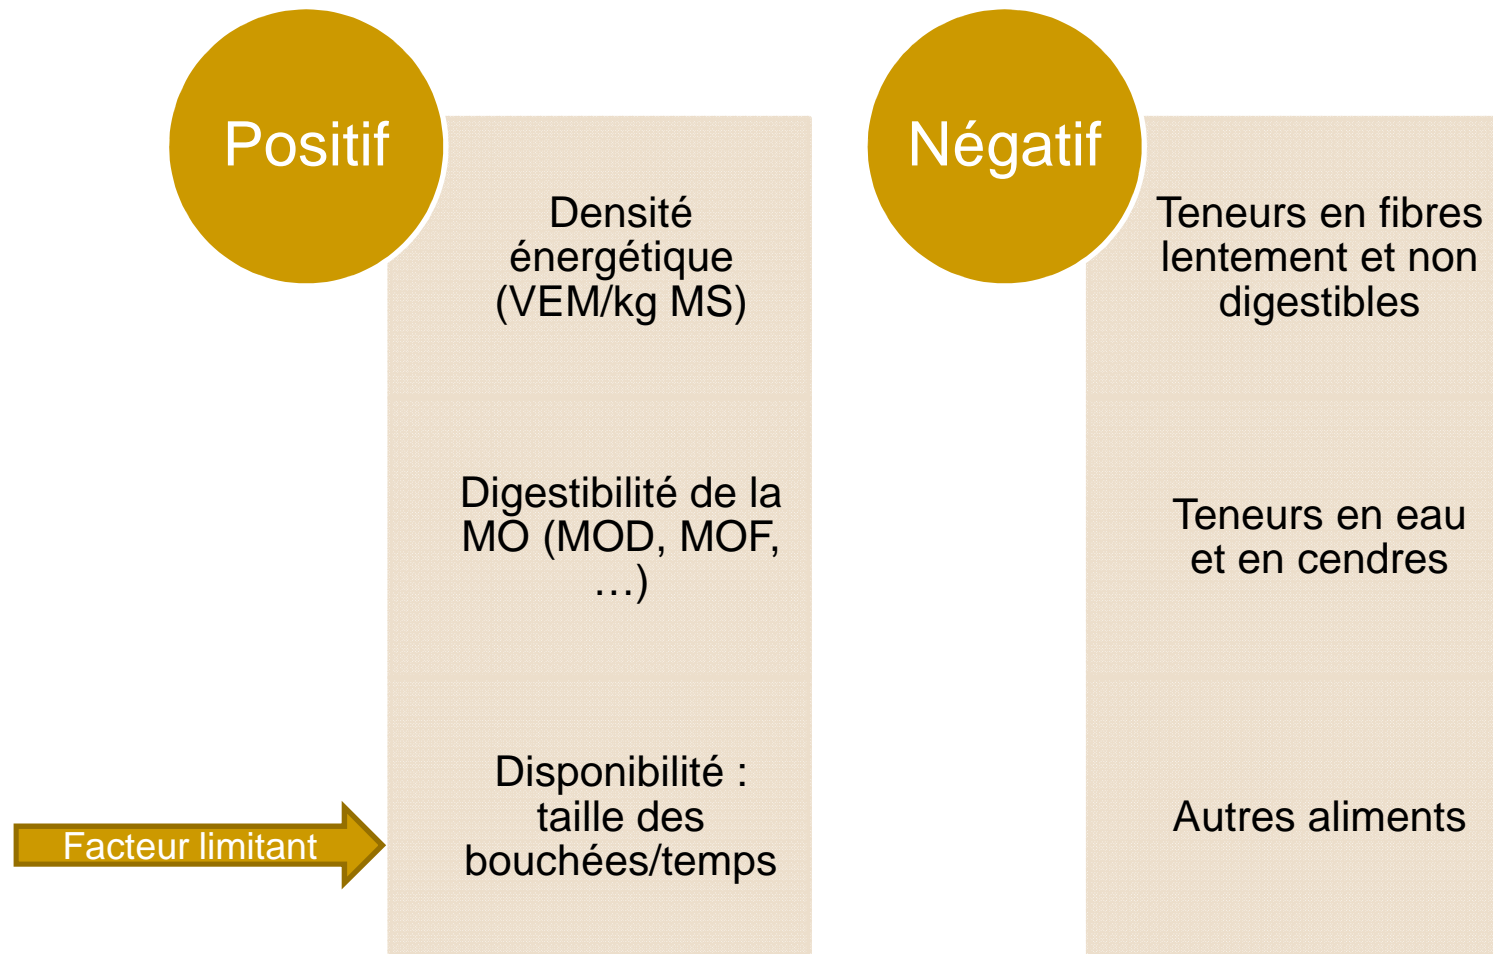 Positif
Densité
énergétique
(VEM/kg MS)
Digestibilité de la
MO (MOD, MOF,
…)
Facteur limitant
Disponibilité :
taille des
bouchées/temps
Négatif
Teneurs en fibres
lentement et non
digestibles
Teneurs en eau
et en cendres
Autres aliments